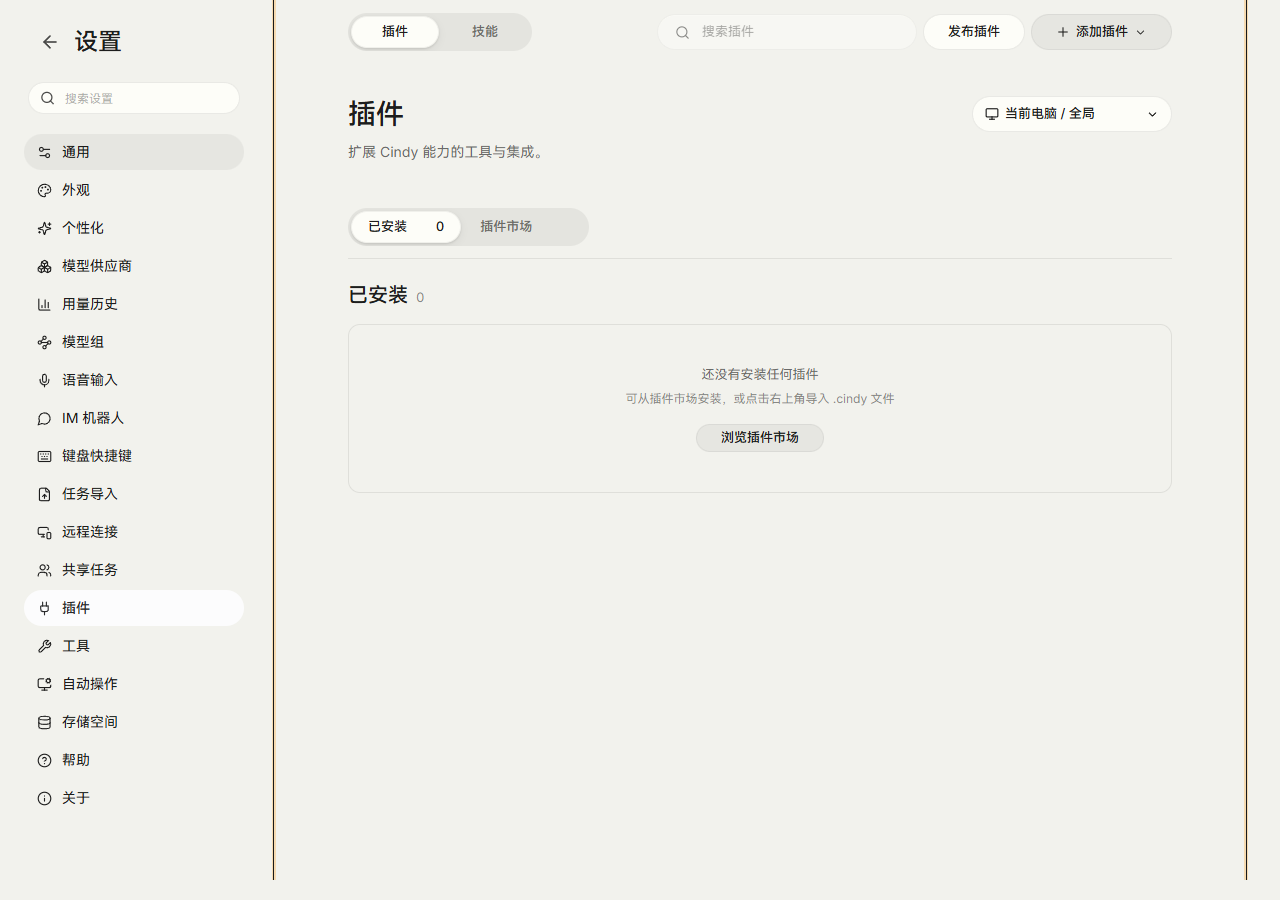 设置
搜索设置
通用
外观
个性化
模型供应商
用量历史
模型组
语音输入
IM 机器人
键盘快捷键
任务导入
远程连接
共享任务
插件
工具
自动操作
存储空间
帮助
关于
插件 技能 搜索插件 发布插件 添加插件
插件 当前电脑 / 全局
扩展 Cindy 能力的工具与集成。
已安装 0 插件市场
已安装 0
还没有安装任何插件
可从插件市场安装，或点击右上角导入 .cindy 文件
浏览插件市场